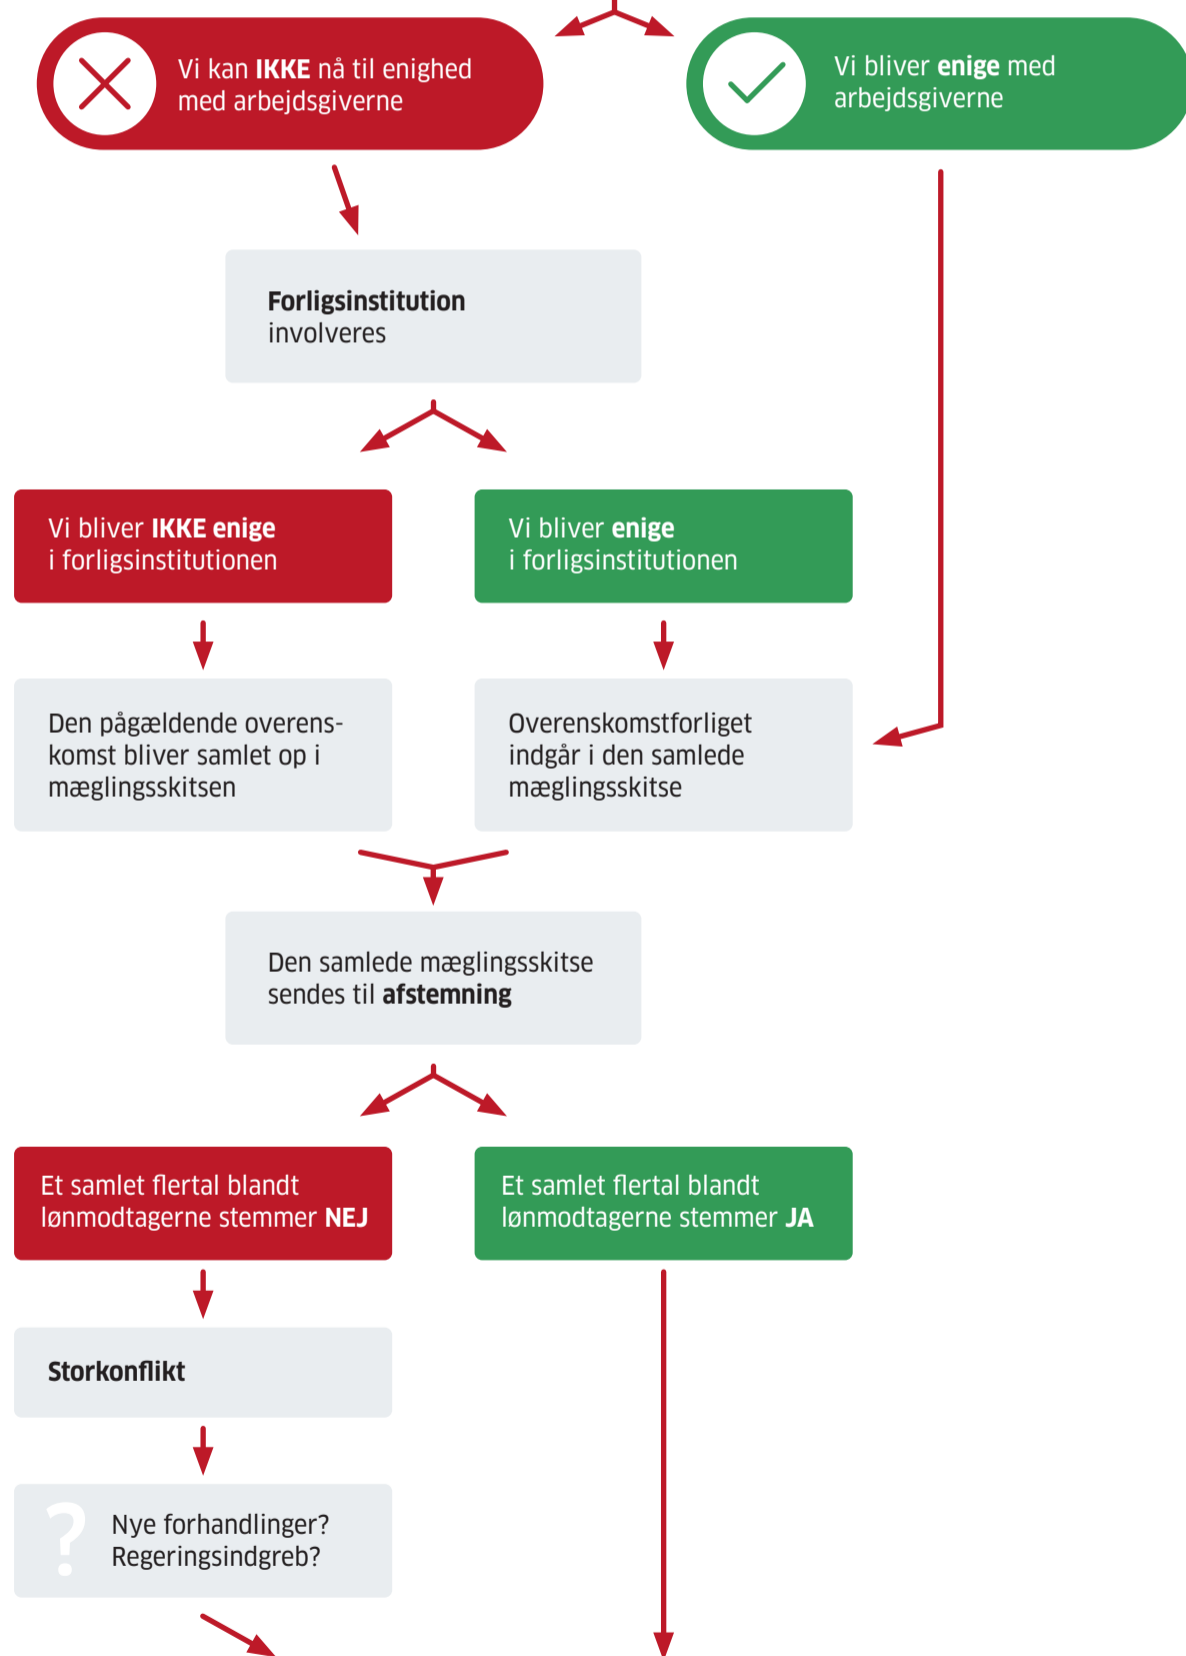 Vi kan IKKE nå til enighed
med arbejdsgiverne
Vi bliver enige med
arbejdsgiverne
Forligsinstitution
involveres
Vi bliver IKKE enige
i forligsinstitutionen
Vi bliver enige
i forligsinstitutionen
Den pågældende overens-
komst bliver samlet op i
mæglingsskitsen
Overenskomstforliget
indgår i den samlede
mæglingsskitse
Den samlede mæglingsskitse
sendes til afstemning
Et samlet flertal blandt
lønmodtagerne stemmer NEJ
Et samlet flertal blandt
lønmodtagerne stemmer JA
Storkonflikt
?
Nye forhandlinger?
Regeringsindgreb?